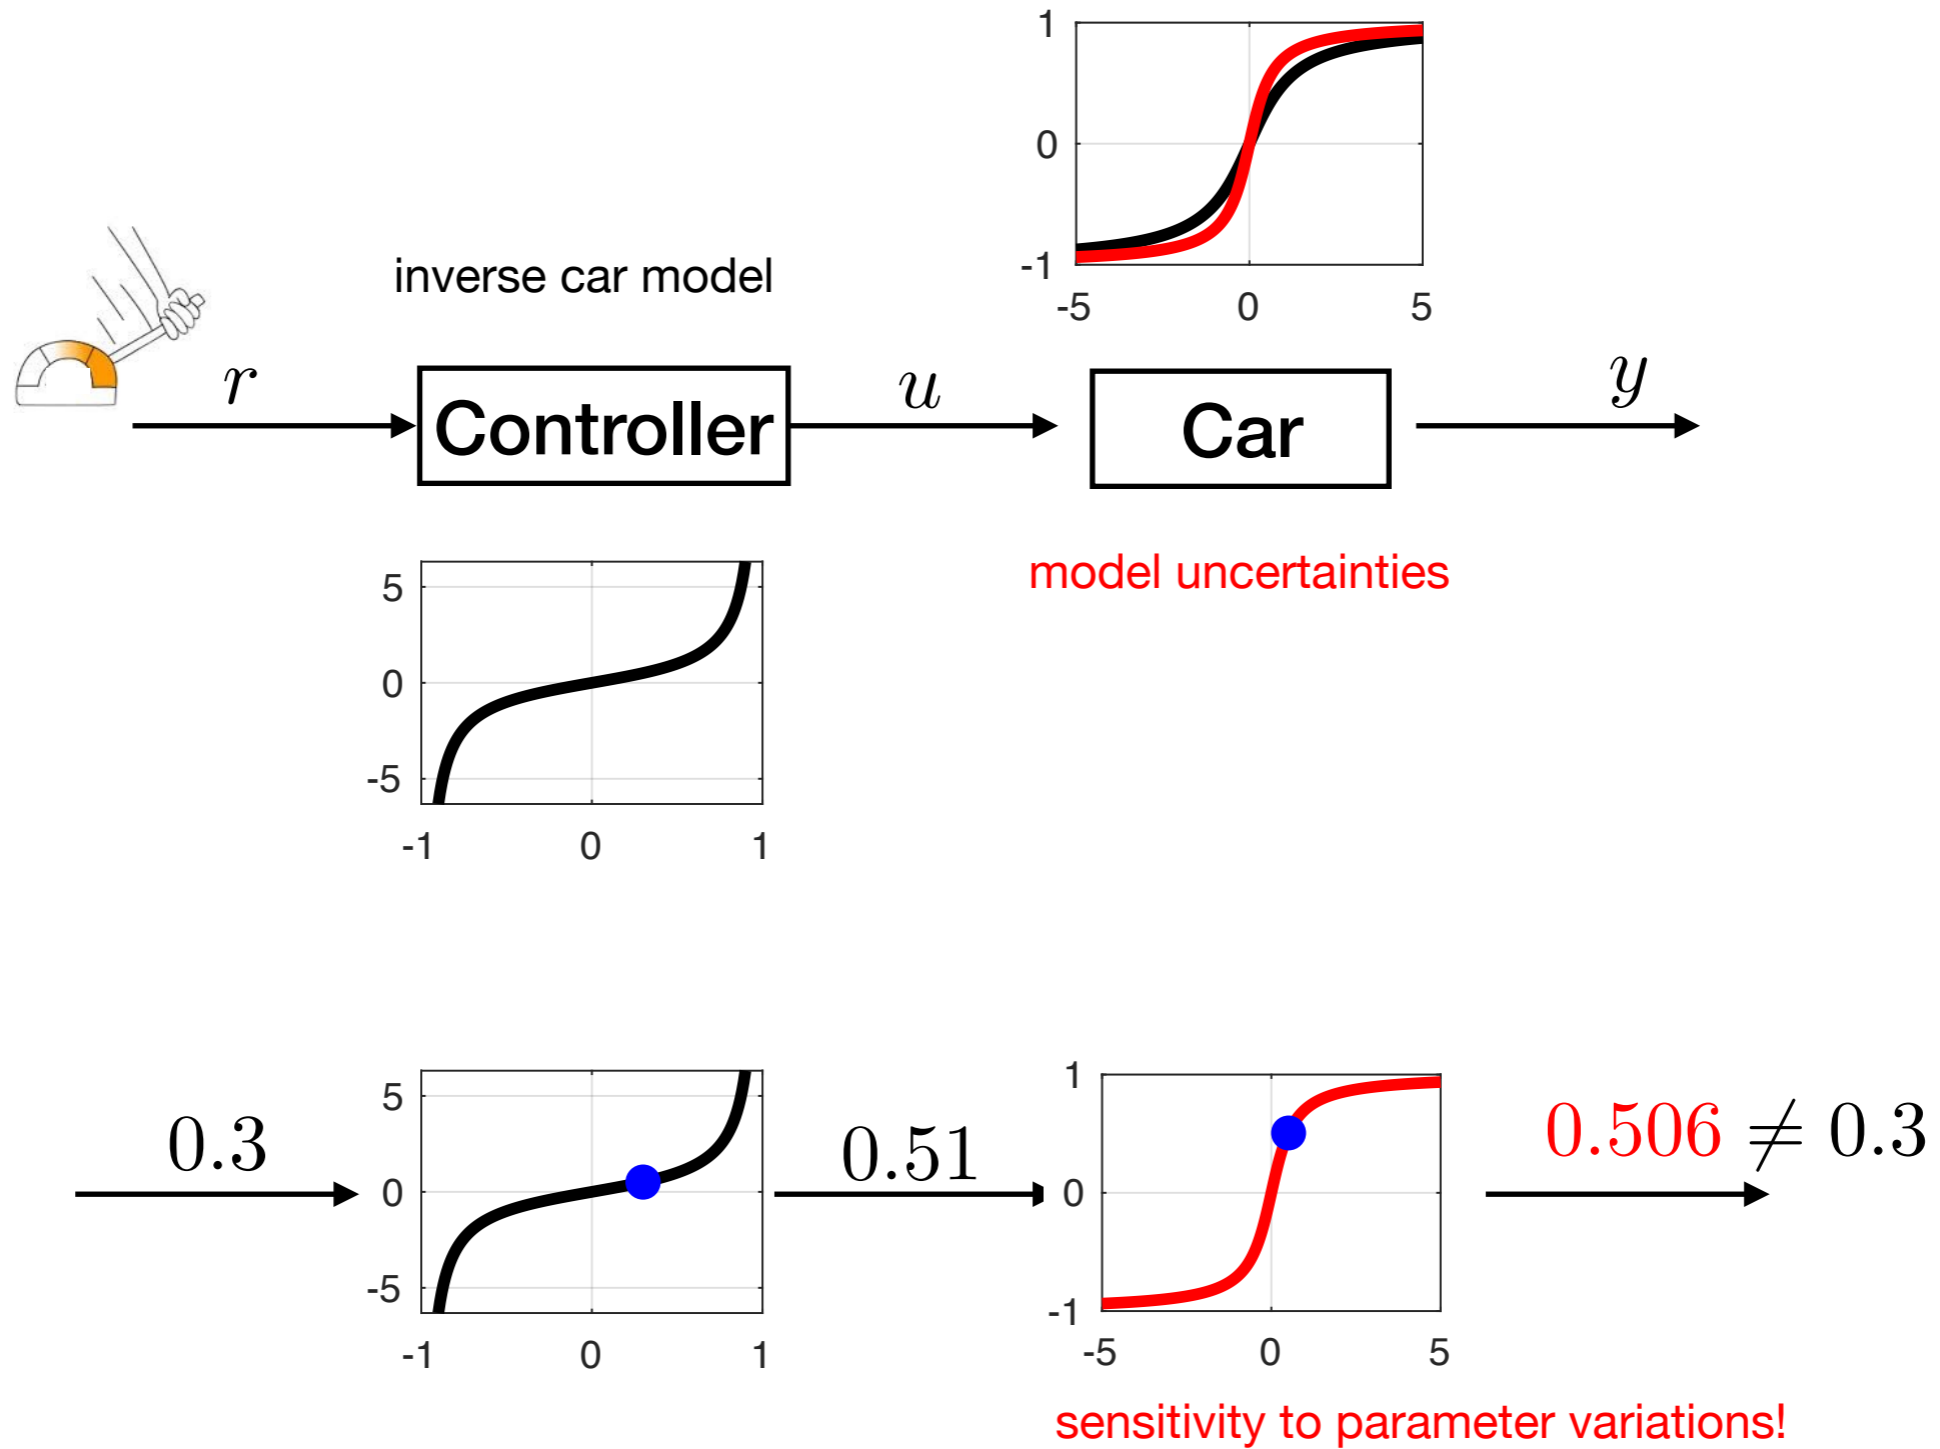 1
0
-1
-5 0 5
inverse car model
r
Controller
u
Car
y
model uncertainties
5
0
-5
-1 0 1
0.3
5
0
-5
-1 0 1
0.51
1
0
-1
-5 0 5
0.506 ≠ 0.3
sensitivity to parameter variations!